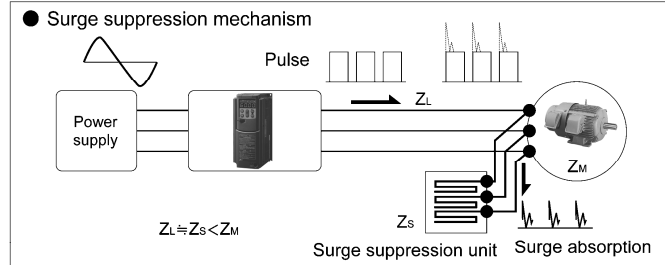 ● Surge suppression mechanism
Pulse
Power
supply
ZL
ZM
ZS
ZL≒ZS<ZM
Surge suppression unit
Surge absorption